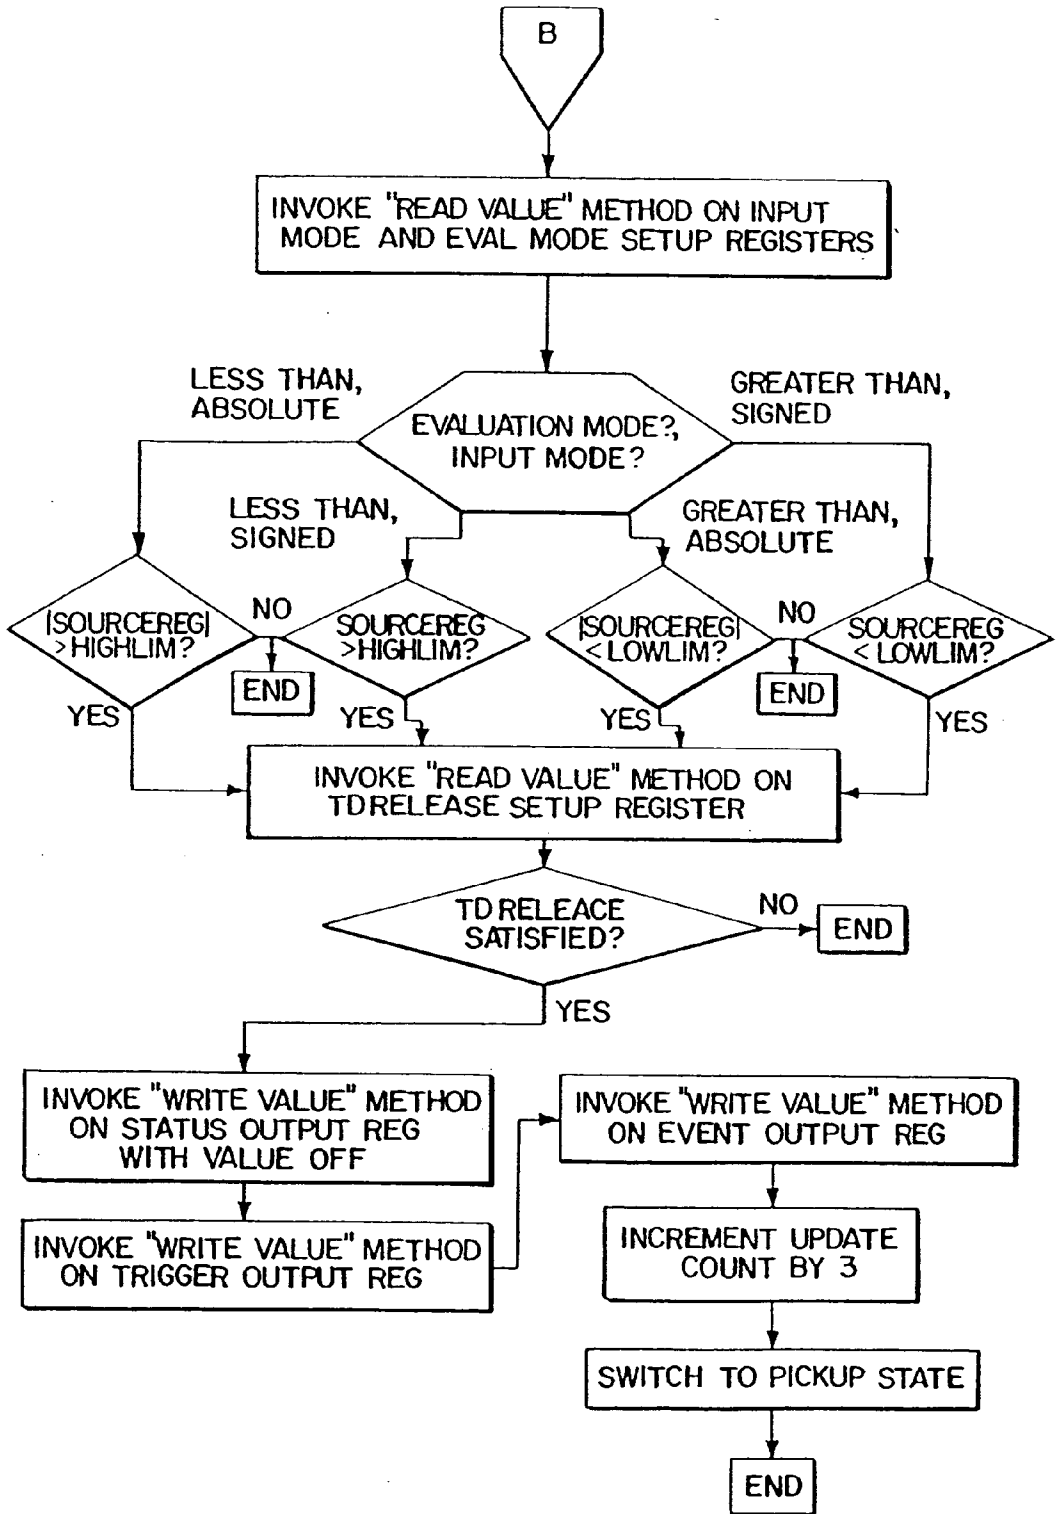 B
INVOKE "READ VALUE" METHOD ON INPUT
MODE AND EVAL MODE SETUP REGISTERS
LESS THAN,
ABSOLUTE
GREATER THAN,
SIGNED
EVALUATION MODE?,
INPUT MODE?
LESS THAN,
SIGNED
GREATER THAN,
ABSOLUTE
|SOURCEREG|
>HIGHLIM?
NO
SOURCEREG
>HIGHLIM?
|SOURCEREG|
<LOWLIM?
NO
SOURCEREG
<LOWLIM?
END
END
YES
YES
YES
YES
INVOKE "READ VALUE" METHOD ON
TD RELEASE SETUP REGISTER
TD RELEACE
SATISFIED?
NO
END
YES
INVOKE "WRITE VALUE" METHOD
ON STATUS OUTPUT REG
WITH VALUE OFF
INVOKE "WRITE VALUE" METHOD
ON TRIGGER OUTPUT REG
INVOKE "WRITE VALUE" METHOD
ON EVENT OUTPUT REG
INCREMENT UPDATE
COUNT BY 3
SWITCH TO PICKUP STATE
END